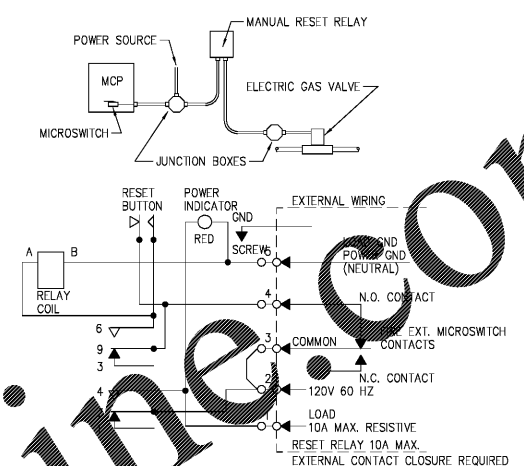 MANUAL RESET RELAY
POWER SOURCE
MCP
ELECTRIC GAS VALVE
MICROSWITCH
JUNCTION BOXES
RESET
BUTTON
POWER
INDICATOR
RED
GND
SCREW
EXTERNAL WIRING
LOAD GND
POWER GND
(NEUTRAL)
A
B
RELAY
COIL
6
4
N.O. CONTACT
6
9
3
3
COMMON
FIRE EXT. MICROSWITCH
CONTACTS
N.C. CONTACT
4
2
120V 60 HZ
LOAD
10A MAX. RESISTIVE
RESET RELAY 10A MAX.
EXTERNAL CONTACT CLOSURE REQUIRED
ine.cor